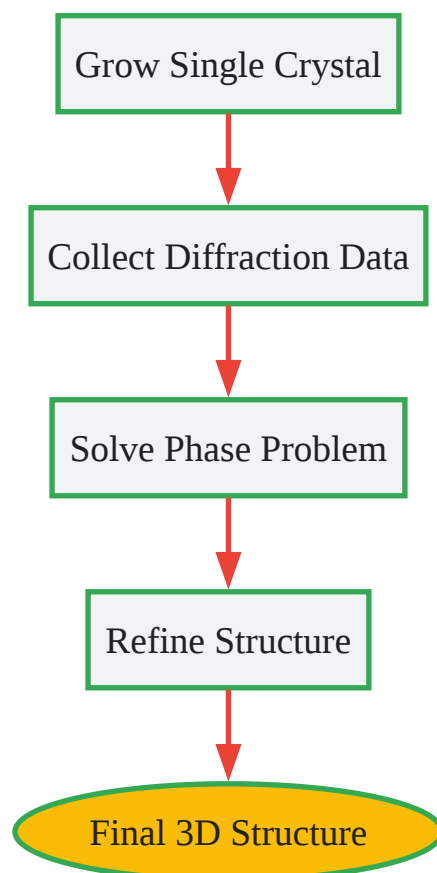 Grow Single Crystal
Collect Diffraction Data
Solve Phase Problem
Refine Structure
Final 3D Structure